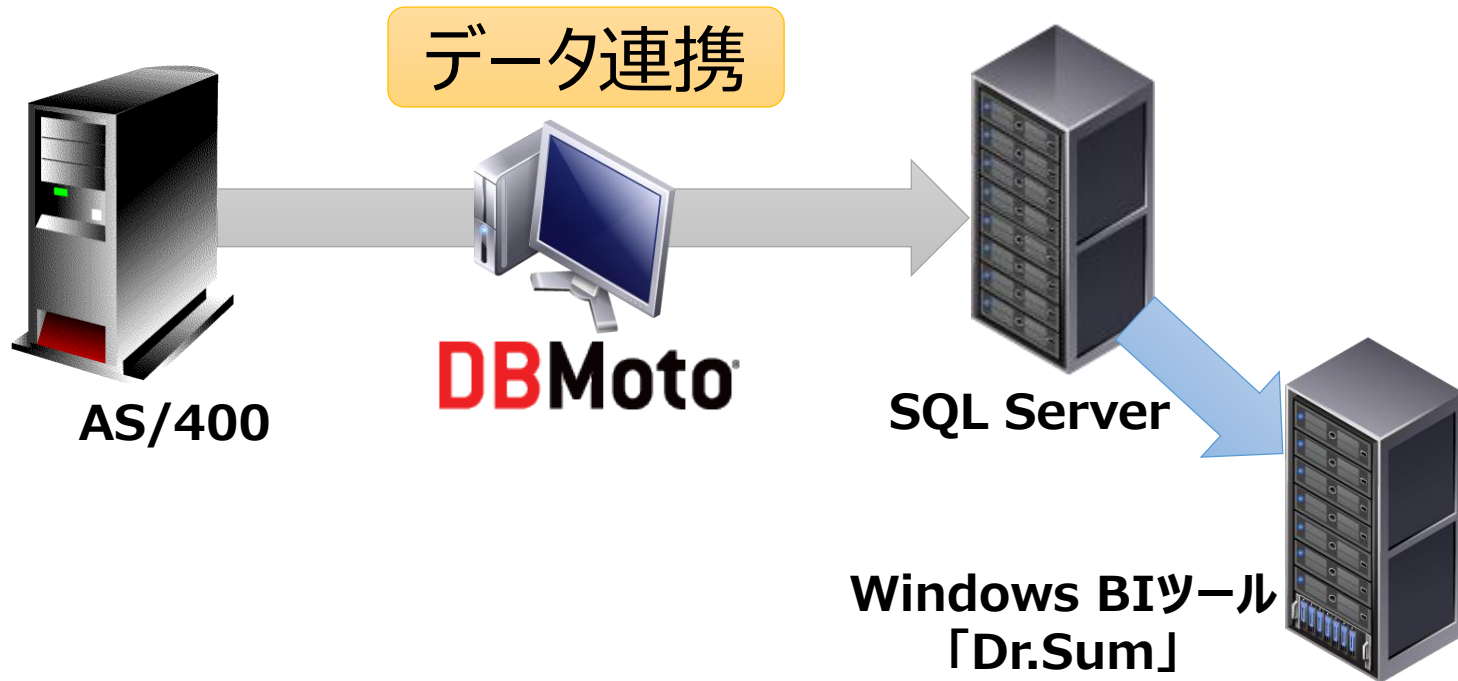 データ連携
AS/400
DBMoto
SQL Server
Windows BIツール
「Dr.Sum」